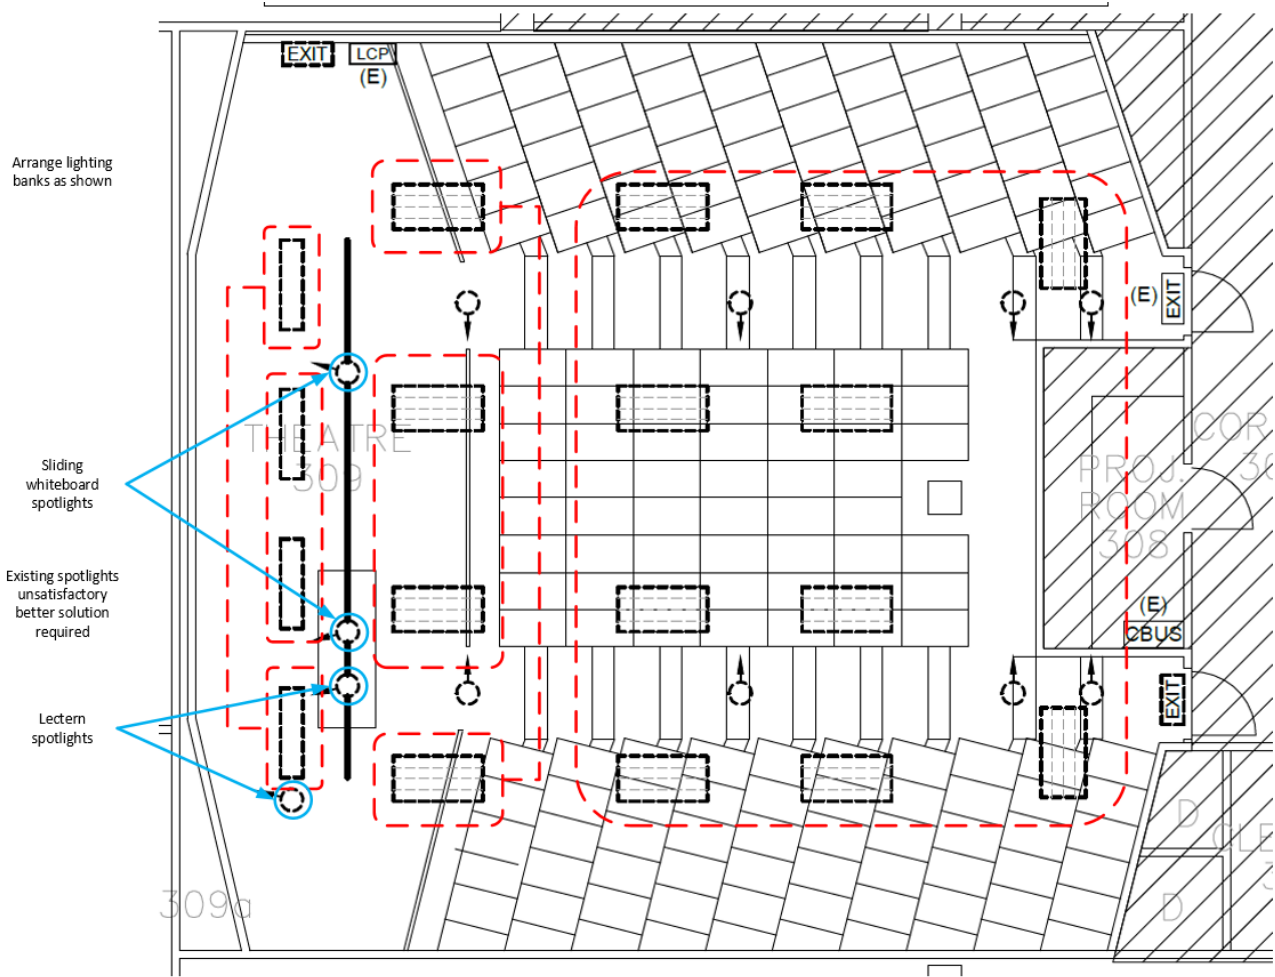 EXIT
LCP
(E)
Arrange lighting
banks as shown
(E)
EXIT
THEATRE
309
COR
30
PROJ.
ROOM
308
Sliding
whiteboard
spotlights
Existing spotlights
unsatisfactory
better solution
required
(E)
CBUS
EXIT
Lectern
spotlights
D
CLE
3
D
309a